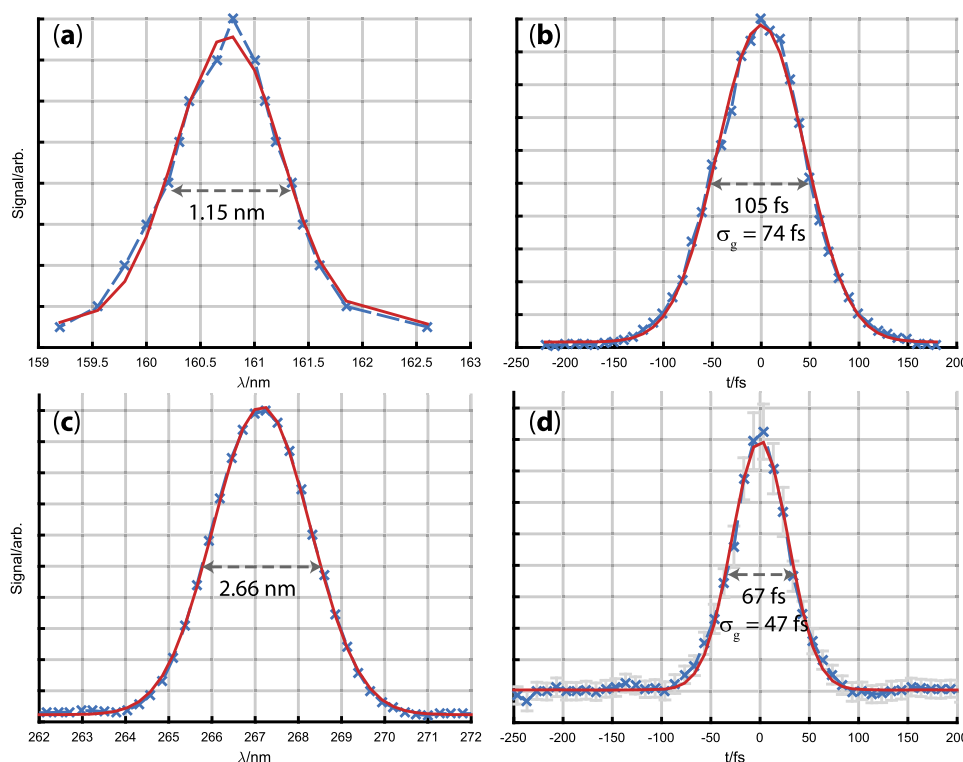 (a)
Signal/arb.
1.15 nm
159 159.5 160 160.5 161 161.5 162 162.5 163
λ/nm
(b)
105 fs
σg = 74 fs
-250 -200 -150 -100 -50 0 50 100 150 200
t/fs
(c)
Signal/arb.
2.66 nm
262 263 264 265 266 267 268 269 270 271 272
λ/nm
(d)
67 fs
σg = 47 fs
-250 -200 -150 -100 -50 0 50 100 150 200
t/fs